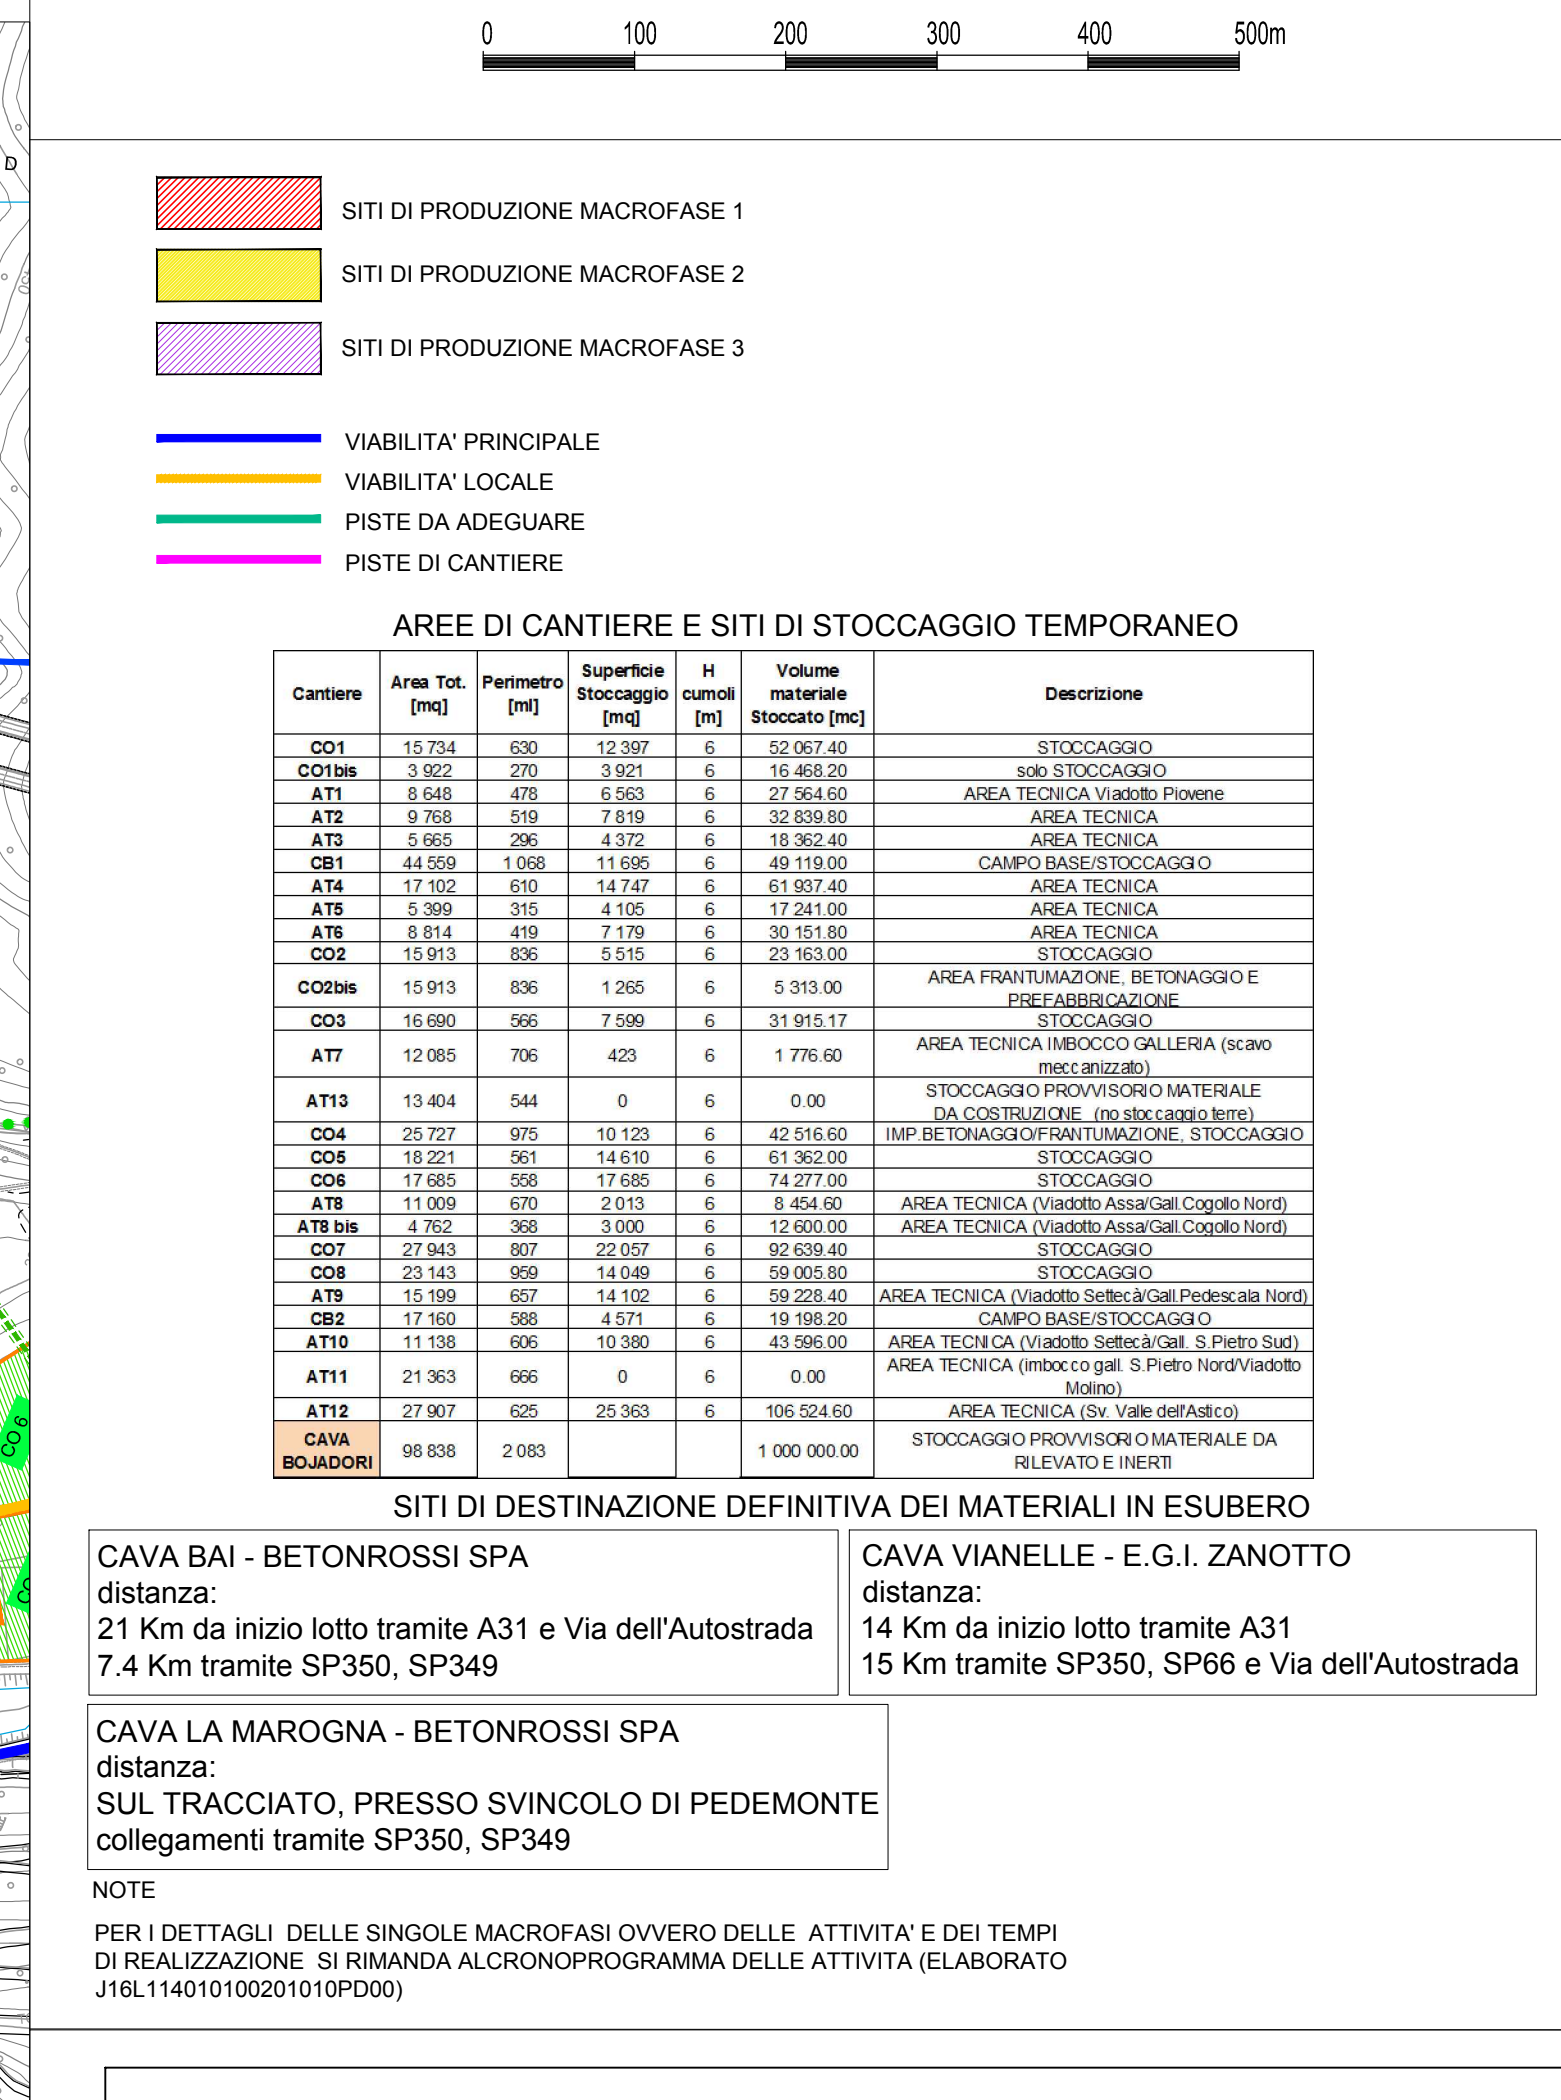 0 100 200 300 400 500m
D
SITI DI PRODUZIONE MACROFASE 1
SITI DI PRODUZIONE MACROFASE 2
SITI DI PRODUZIONE MACROFASE 3
VIABILITA' PRINCIPALE
VIABILITA' LOCALE
PISTE DA ADEGUARE
PISTE DI CANTIERE
AREE DI CANTIERE E SITI DI STOCCAGGIO TEMPORANEO
Cantiere Area Tot. [mq] Perimetro [ml] Superficie Stoccaggio [mq] H cumoli [m] Volume materiale Stoccato [mc] Descrizione
CO1 15 734 630 12 397 6 52 067.40 STOCCAGGIO
CO1bis 3 922 270 3 921 6 16 468.20 solo STOCCAGGIO
AT1 8 648 478 6 563 6 27 564.60 AREA TECNICA Viadotto Piovene
AT2 9 768 519 7 819 6 32 839.80 AREA TECNICA
AT3 5 665 296 4 372 6 18 362.40 AREA TECNICA
CB1 44 559 1 068 11 695 6 49 119.00 CAMPO BASE/STOCCAGGIO
AT4 17 102 610 14 747 6 61 937.40 AREA TECNICA
AT5 5 399 315 4 105 6 17 241.00 AREA TECNICA
AT6 8 814 419 7 179 6 30 151.80 AREA TECNICA
CO2 15 913 836 5 515 6 23 163.00 STOCCAGGIO
CO2bis 15 913 836 1 265 6 5 313.00 AREA FRANTUMAZIONE, BETONAGGIO E
PREFABBRICAZIONE
CO3 16 690 566 7 599 6 31 915.17 STOCCAGGIO
AT7 12 085 706 423 6 1 776.60 AREA TECNICA IMBOCCO GALLERIA (scavo
meccanizzato)
AT13 13 404 544 0 6 0.00 STOCCAGGIO PROVVISORIO MATERIALE
DA COSTRUZIONE (no stoccaggio terre)
CO4 25 727 975 10 123 6 42 516.60 IMP.BETONAGGIO/FRANTUMAZIONE, STOCCAGGIO
CO5 18 221 561 14 610 6 61 362.00 STOCCAGGIO
CO6 17 685 558 17 685 6 74 277.00 STOCCAGGIO
AT8 11 009 670 2 013 6 8 454.60 AREA TECNICA (Viadotto Assa/Gall.Cogollo Nord)
AT8 bis 4 762 368 3 000 6 12 600.00 AREA TECNICA (Viadotto Assa/Gall.Cogollo Nord)
CO7 27 943 807 22 057 6 92 639.40 STOCCAGGIO
CO8 23 143 959 14 049 6 59 005.80 STOCCAGGIO
AT9 15 199 657 14 102 6 59 228.40 AREA TECNICA (Viadotto Settecà/Gall.Pedescala Nord)
CB2 17 160 588 4 571 6 19 198.20 CAMPO BASE/STOCCAGGIO
AT10 11 138 606 10 380 6 43 596.00 AREA TECNICA (Viadotto Settecà/Gall. S.Pietro Sud)
AT11 21 363 666 0 6 0.00 AREA TECNICA (imbocco gall. S.Pietro Nord/Viadotto
Molino)
AT12 27 907 625 25 363 6 106 524.60 AREA TECNICA (Sv. Valle dell'Astico)
CAVA BOJADORI 98 838 2 083 1 000 000.00 STOCCAGGIO PROVVISORIO MATERIALE DA
RILEVATO E INERTI
CO 6
SITI DI DESTINAZIONE DEFINITIVA DEI MATERIALI IN ESUBERO
CAVA BAI - BETONROSSI SPA
distanza:
21 Km da inizio lotto tramite A31 e Via dell'Autostrada
7.4 Km tramite SP350, SP349
CAVA VIANELLE - E.G.I. ZANOTTO
distanza:
14 Km da inizio lotto tramite A31
15 Km tramite SP350, SP66 e Via dell'Autostrada
CAVA LA MAROGNA - BETONROSSI SPA
distanza:
SUL TRACCIATO, PRESSO SVINCOLO DI PEDEMONTE
collegamenti tramite SP350, SP349
NOTE
PER I DETTAGLI DELLE SINGOLE MACROFASI OVVERO DELLE ATTIVITA' E DEI TEMPI
DI REALIZZAZIONE SI RIMANDA ALCRONOPROGRAMMA DELLE ATTIVITA (ELABORATO
J16L114010100201010PD00)